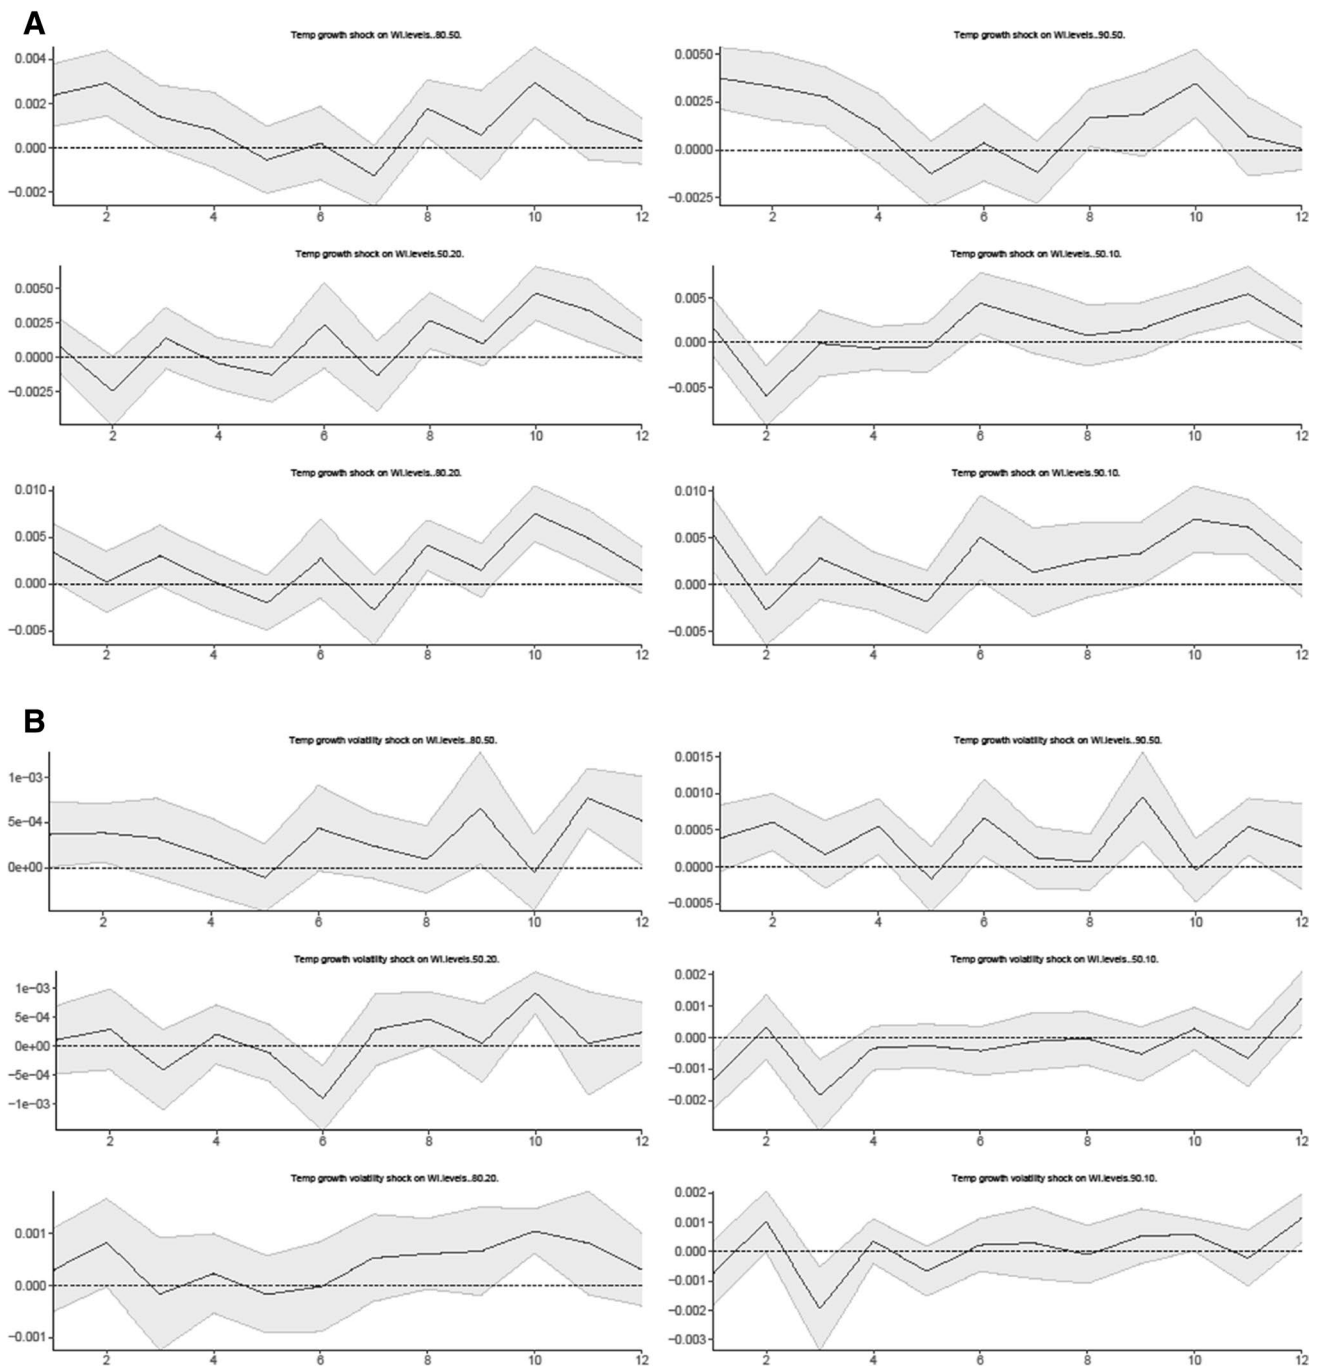 A
Temp growth shock on WI.levels..80.50.
0.004
0.002
0.000
−0.002
2 4 6 8 10 12
Temp growth shock on WI.levels..90.50.
0.0050
0.0025
0.0000
−0.0025
2 4 6 8 10 12
Temp growth shock on WI.levels.50.20.
0.0050
0.0025
0.0000
−0.0025
2 4 6 8 10 12
Temp growth shock on WI.levels..50.10.
0.005
0.000
−0.005
2 4 6 8 10 12
Temp growth shock on WI.levels..80.20.
0.010
0.005
0.000
−0.005
2 4 6 8 10 12
Temp growth shock on WI.levels.90.10.
0.010
0.005
0.000
−0.005
2 4 6 8 10 12
B
Temp growth volatility shock on WI.levels..80.50.
1e−03
5e−04
0e+00
2 4 6 8 10 12
Temp growth volatility shock on WI.levels..90.50.
0.0015
0.0010
0.0005
0.0000
−0.0005
2 4 6 8 10 12
Temp growth volatility shock on WI.levels.50.20.
1e−03
5e−04
0e+00
−5e−04
−1e−03
2 4 6 8 10 12
Temp growth volatility shock on WI.levels..50.10.
0.002
0.001
0.000
−0.001
−0.002
2 4 6 8 10 12
Temp growth volatility shock on WI.levels..80.20.
0.001
0.000
−0.001
2 4 6 8 10 12
Temp growth volatility shock on WI.levels.90.10.
0.002
0.001
0.000
−0.001
−0.002
−0.003
2 4 6 8 10 12